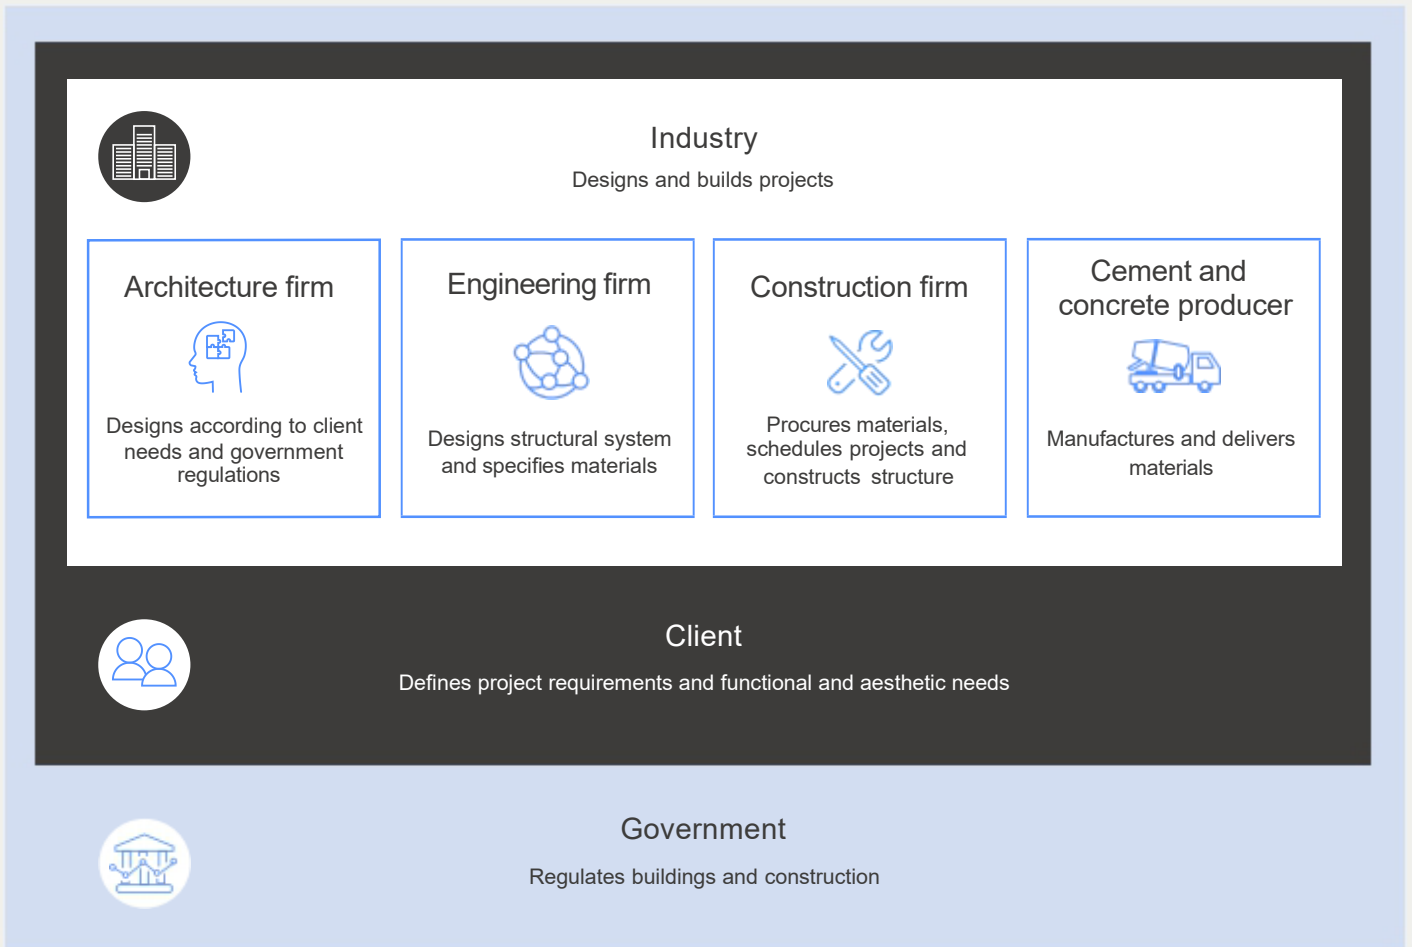 Industry
Designs and builds projects
Architecture firm
Designs according to client
needs and government
regulations
Engineering firm
Designs structural system
and specifies materials
Construction firm
Procures materials,
schedules projects and
constructs structure
Cement and
concrete producer
Manufactures and delivers
materials
Client
Defines project requirements and functional and aesthetic needs
Government
Regulates buildings and construction